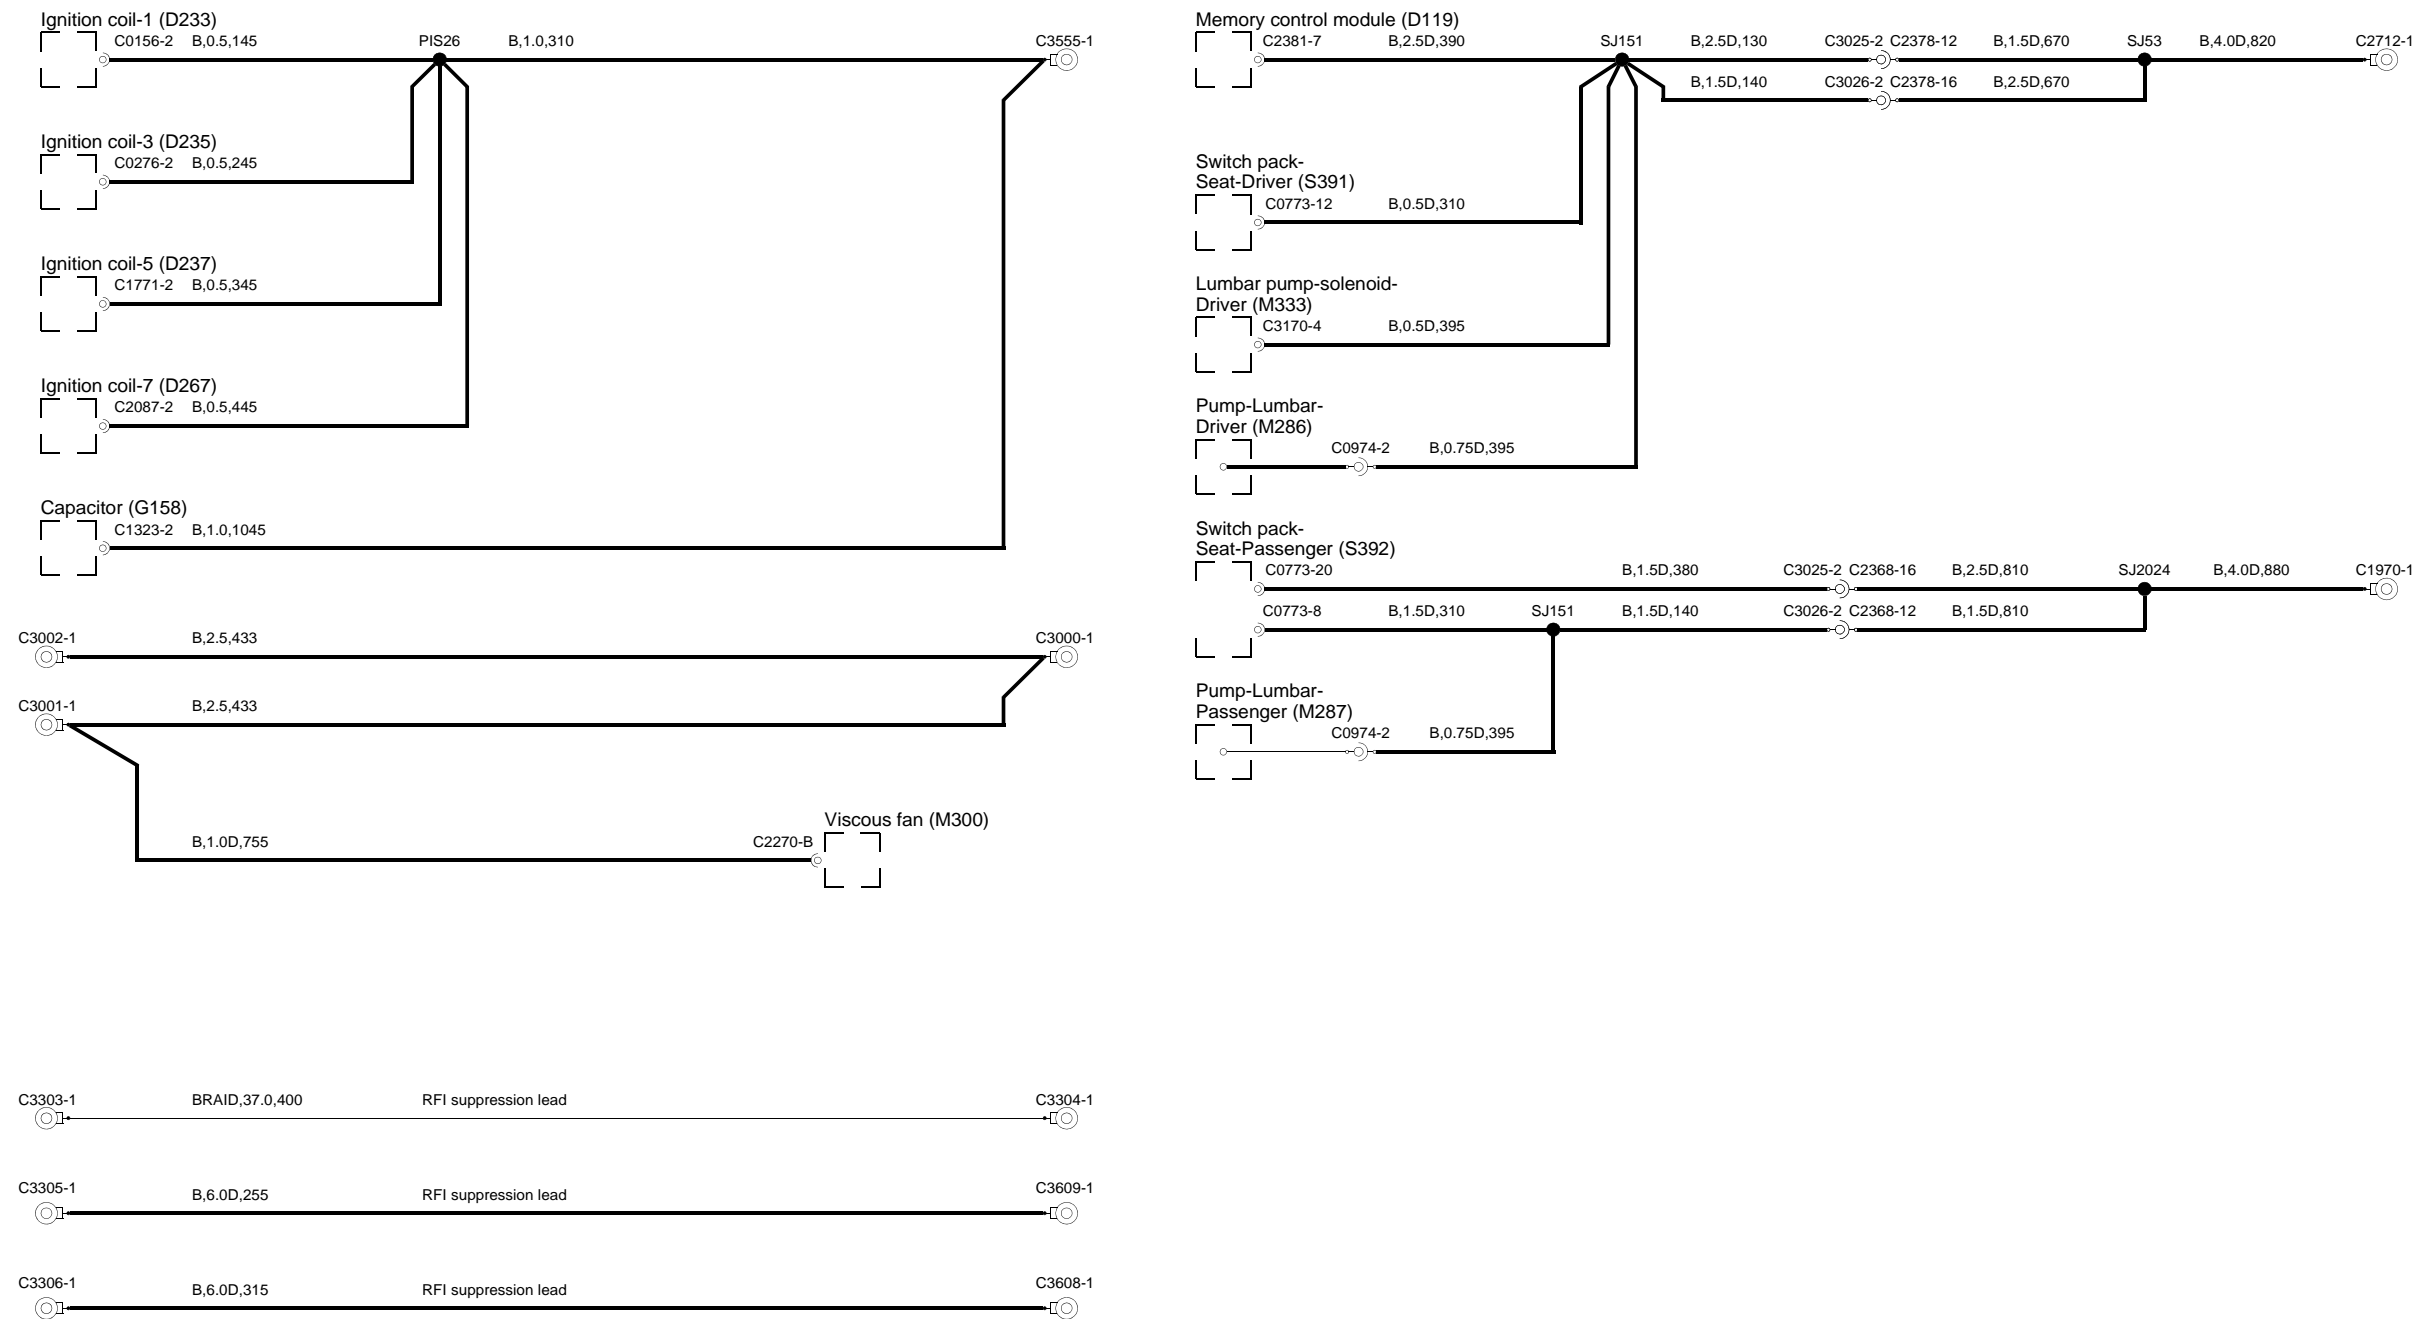 Ignition coil-1 (D233)
C0156-2 B,0.5,145 PIS26 B,1.0,310 C3555-1
Ignition coil-3 (D235)
C0276-2 B,0.5,245
Ignition coil-5 (D237)
C1771-2 B,0.5,345
Ignition coil-7 (D267)
C2087-2 B,0.5,445
Capacitor (G158)
C1323-2 B,1.0,1045
C3002-1 B,2.5,433 C3000-1
C3001-1 B,2.5,433
Viscous fan (M300)
B,1.0D,755 C2270-B
C3303-1 BRAID,37.0,400 RFI suppression lead C3304-1
C3305-1 B,6.0D,255 RFI suppression lead C3609-1
C3306-1 B,6.0D,315 RFI suppression lead C3608-1
Memory control module (D119)
C2381-7 B,2.5D,390 SJ151 B,2.5D,130 C3025-2 C2378-12 B,1.5D,670 SJ53 B,4.0D,820 C2712-1
B,1.5D,140 C3026-2 C2378-16 B,2.5D,670
Switch pack-
Seat-Driver (S391)
C0773-12 B,0.5D,310
Lumbar pump-solenoid-
Driver (M333)
C3170-4 B,0.5D,395
Pump-Lumbar-
Driver (M286)
C0974-2 B,0.75D,395
Switch pack-
Seat-Passenger (S392)
C0773-20 B,1.5D,380 C3025-2 C2368-16 B,2.5D,810 SJ2024 B,4.0D,880 C1970-1
C0773-8 B,1.5D,310 SJ151 B,1.5D,140 C3026-2 C2368-12 B,1.5D,810
Pump-Lumbar-
Passenger (M287)
C0974-2 B,0.75D,395